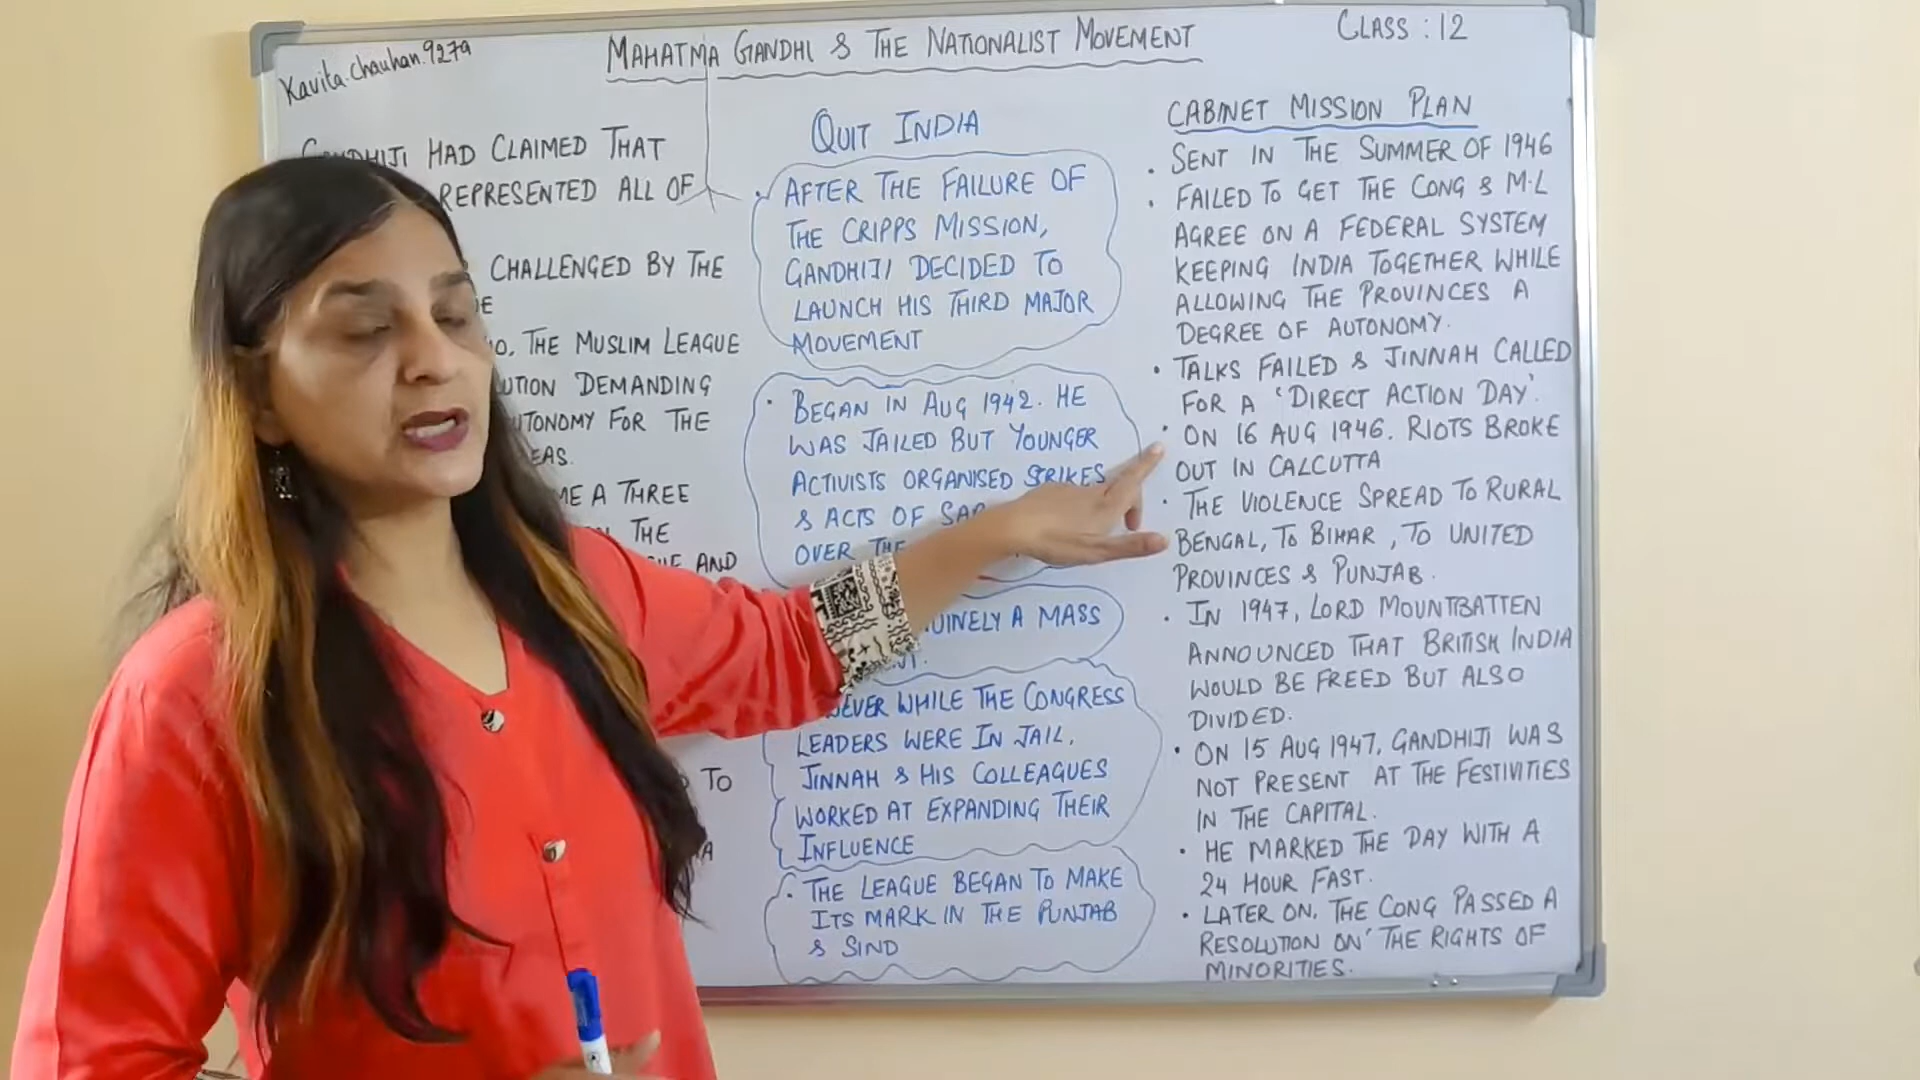 Kavita.chauhan.9279
MAHATMA GANDHI & THE NATIONALIST MOVEMENT
CLASS : 12
HAD CLAIMED THAT
REPRESENTED ALL OF
CHALLENGED BY THE
THE MUSLIM LEAGUE
DEMANDING
FOR THE
A THREE
THE
AND
TO
QUIT INDIA
• AFTER THE FAILURE OF
THE CRIPPS MISSION,
GANDHIJI DECIDED TO
LAUNCH HIS THIRD MAJOR
MOVEMENT
• BEGAN IN AUG 1942. HE
WAS JAILED BUT YOUNGER
ACTIVISTS ORGANISED STRIKES
& ACTS OF
OVER THE
A MASS
WHILE THE CONGRESS
LEADERS WERE IN JAIL,
JINNAH & HIS COLLEAGUES
WORKED AT EXPANDING THEIR
INFLUENCE
• THE LEAGUE BEGAN TO MAKE
ITS MARK IN THE PUNJAB
& SIND
CABINET MISSION PLAN
• SENT IN THE SUMMER OF 1946
• FAILED TO GET THE CONG & M.L
AGREE ON A FEDERAL SYSTEM
KEEPING INDIA TOGETHER WHILE
ALLOWING THE PROVINCES A
DEGREE OF AUTONOMY.
• TALKS FAILED & JINNAH CALLED
FOR A 'DIRECT ACTION DAY'.
• ON 16 AUG 1946. RIOTS BROKE
OUT IN CALCUTTA
• THE VIOLENCE SPREAD TO RURAL
BENGAL, TO BIHAR, TO UNITED
PROVINCES & PUNJAB.
• IN 1947, LORD MOUNTBATTEN
ANNOUNCED THAT BRITISH INDIA
WOULD BE FREED BUT ALSO
DIVIDED.
• ON 15 AUG 1947, GANDHIJI WAS
NOT PRESENT AT THE FESTIVITIES
IN THE CAPITAL.
• HE MARKED THE DAY WITH A
24 HOUR FAST.
• LATER ON, THE CONG PASSED A
RESOLUTION ON 'THE RIGHTS OF
MINORITIES.